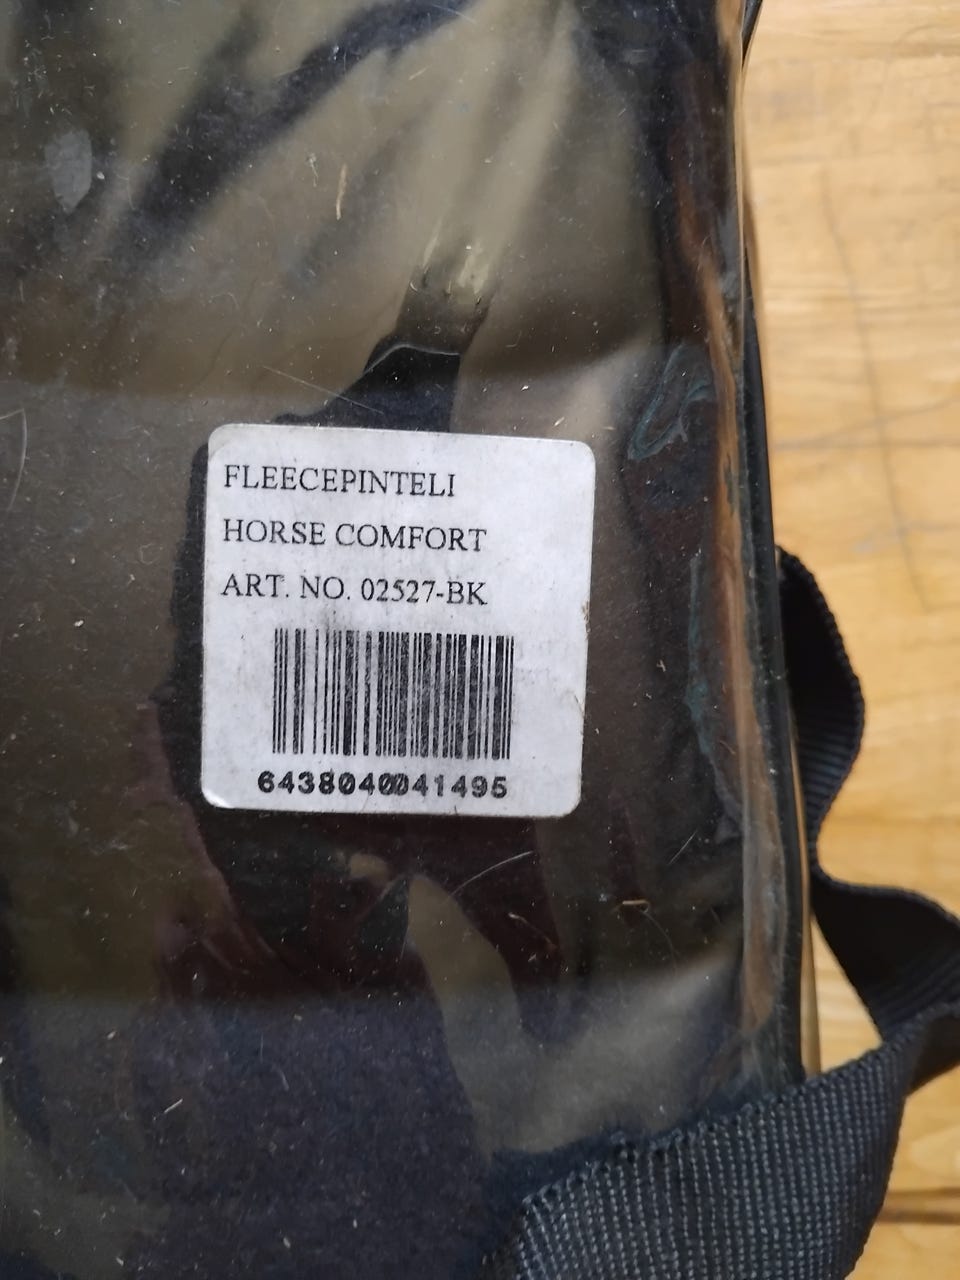 FLEECEPINTELI
HORSE COMFORT
ART. NO. 02527-BK
6438040041495